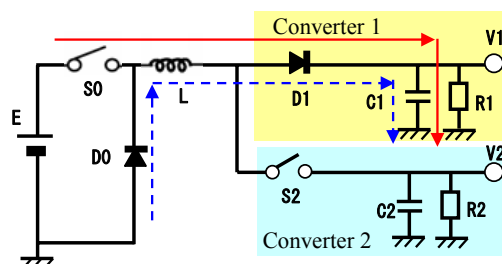 Converter 1
V1
S0
L
D1
C1
R1
E
D0
V2
S2
C2
R2
Converter 2